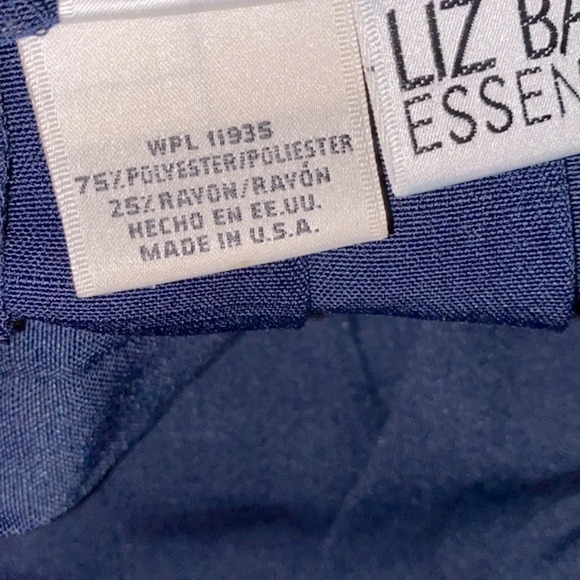 WPL 11935
75% POLYESTER/POLIESTER
25% RAYON/RAYÓN
HECHO EN EE.UU.
MADE IN U.S.A.
LIZ BA
ESSEN